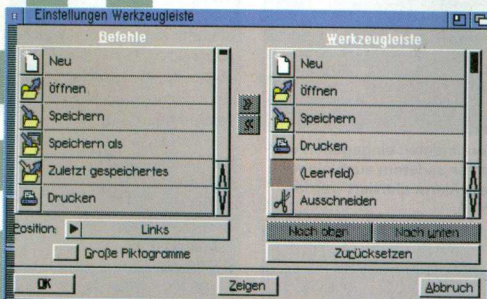 Einstellungen Werkzeugleiste
Befehle
Neu
Öffnen
Speichern
Speichern als
Zuletzt gespeichertes
Drucken
Werkzeugleiste
Neu
Öffnen
Speichern
Drucken
(Leerfeld)
Ausschneiden
Position:
Links
Große Piktogramme
Nach oben
Nach unten
Zurücksetzen
OK
Zeigen
Abbruch